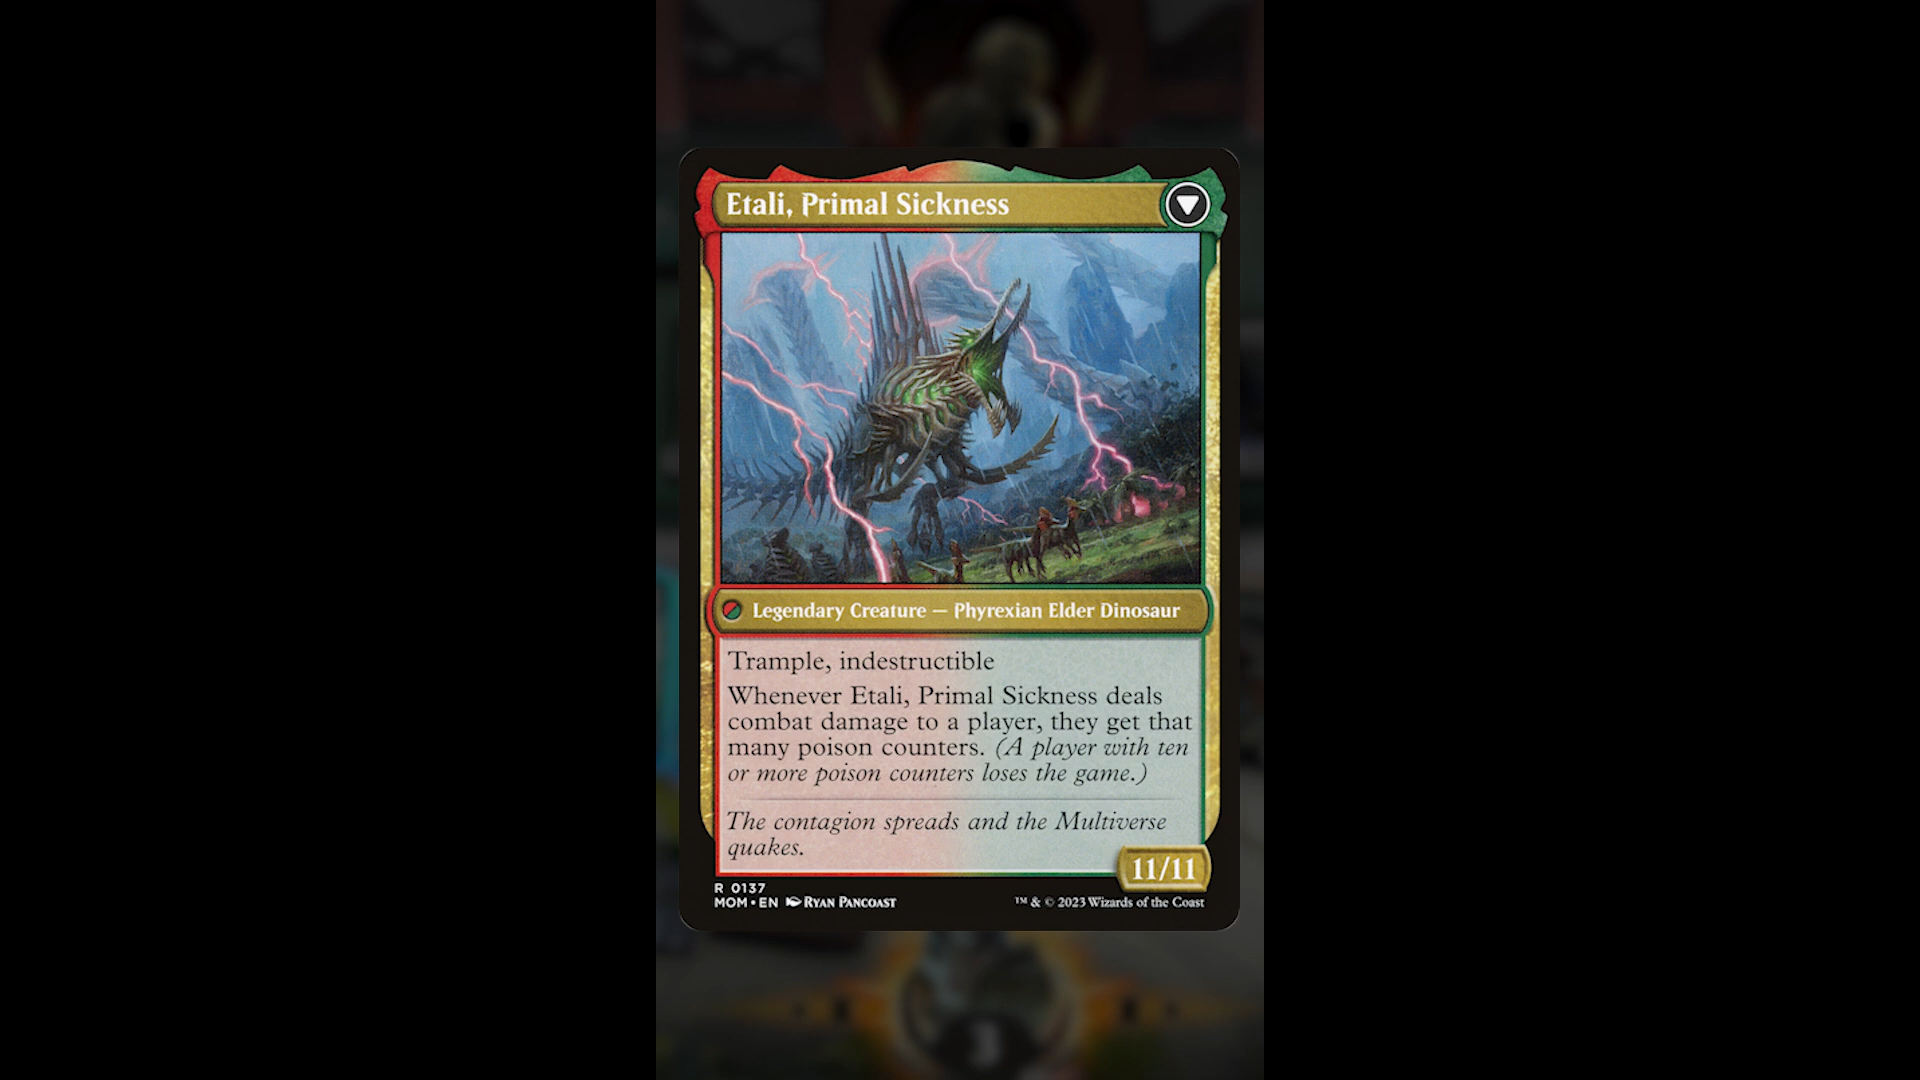 Etali, Primal Sickness
Legendary Creature — Phyrexian Elder Dinosaur
Trample, indestructible
Whenever Etali, Primal Sickness deals
combat damage to a player, they get that
many poison counters. (A player with ten
or more poison counters loses the game.)
The contagion spreads and the Multiverse
quakes.
11/11
R 0137
MOM • EN Ryan Pancoast
™ & © 2023 Wizards of the Coast
3